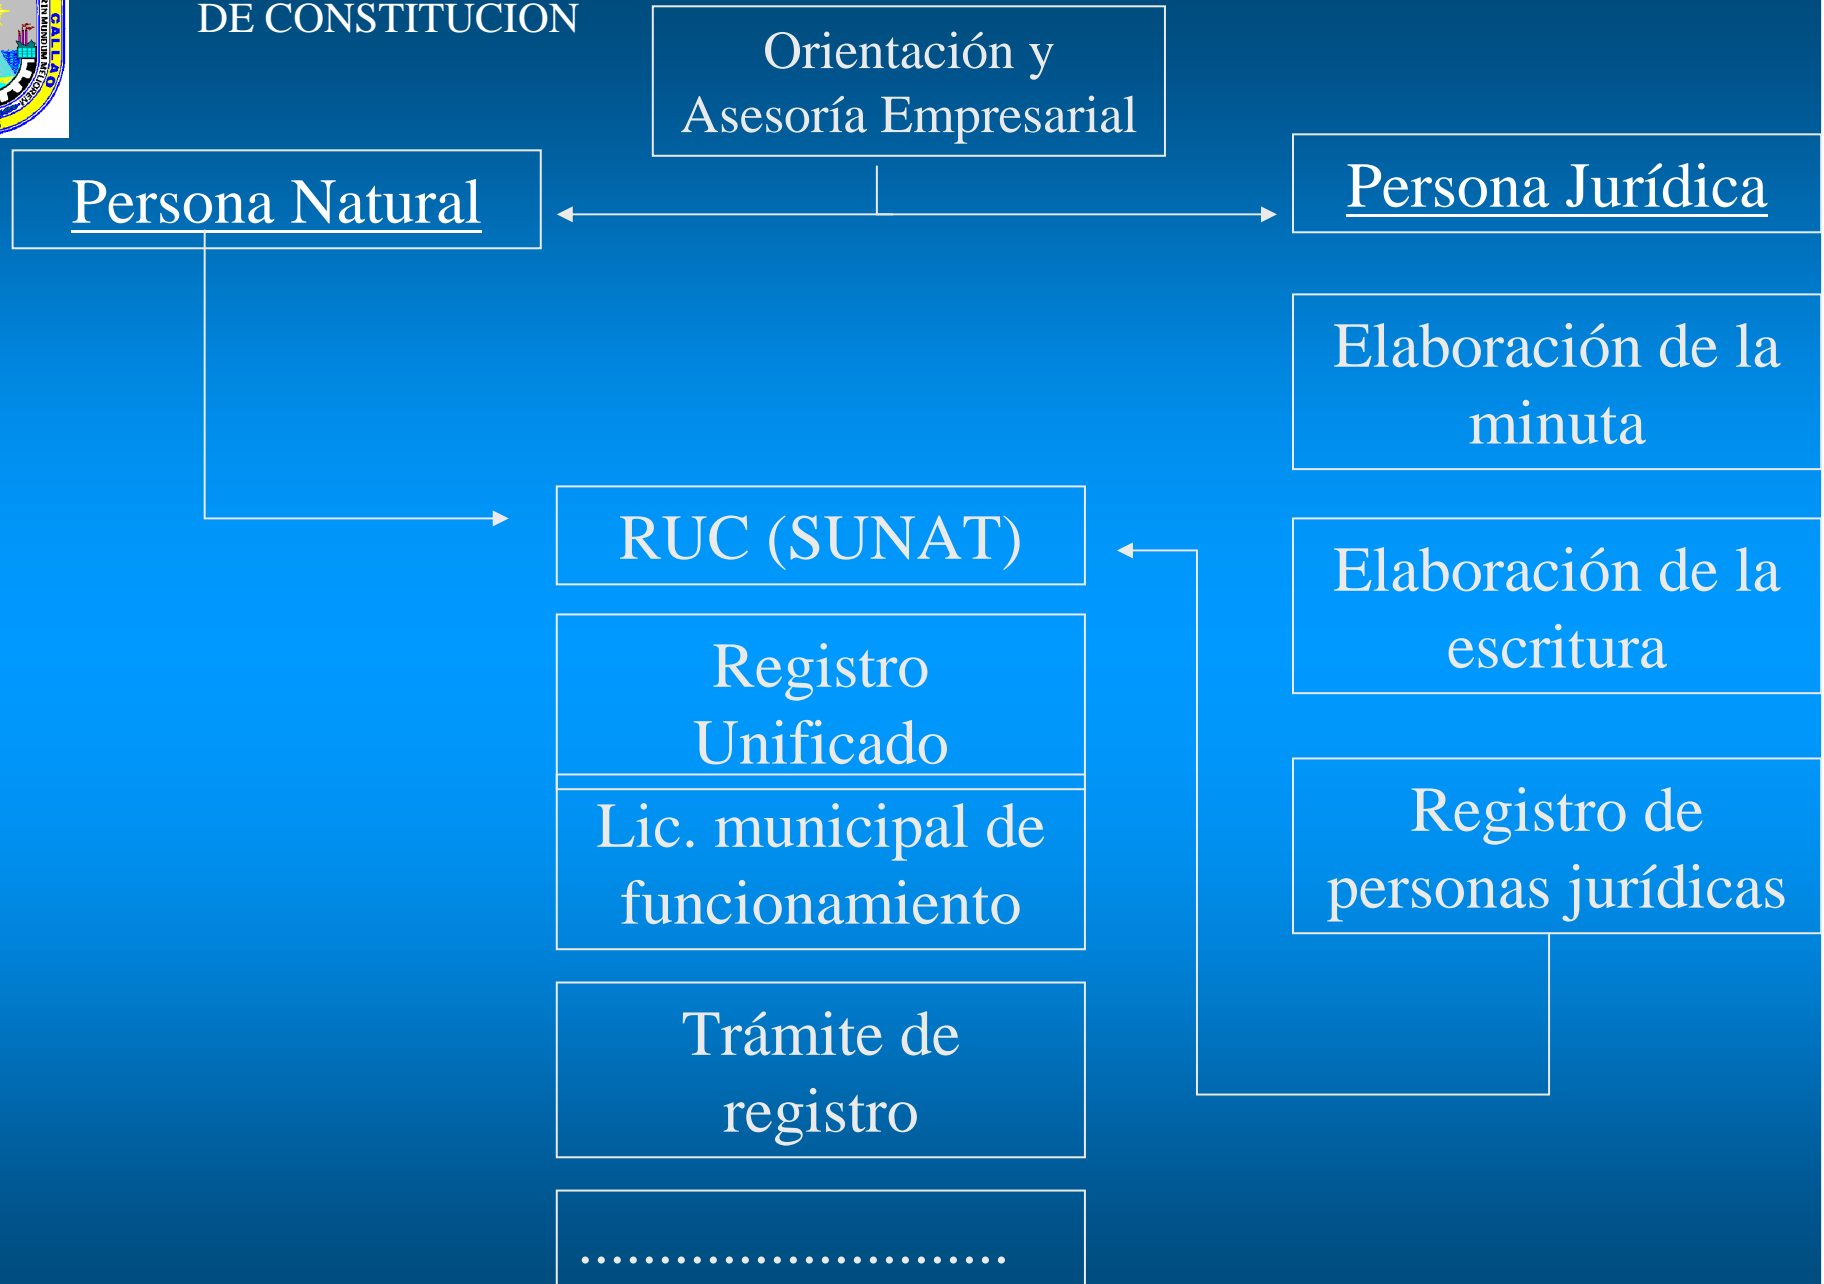 DE CONSTITUCION
Orientación y
Asesoría Empresarial
Persona Natural
Persona Jurídica
Elaboración de la
minuta
RUC (SUNAT)
Elaboración de la
escritura
Registro
Unificado
Lic. municipal de
funcionamiento
Registro de
personas jurídicas
Trámite de
registro
...........................
CALLAO